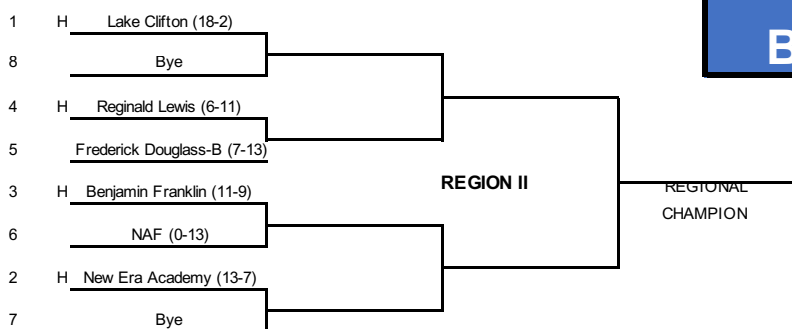 1 H Lake Clifton (18-2)
8 Bye
4 H Reginald Lewis (6-11)
5 Frederick Douglass-B (7-13)
3 H Benjamin Franklin (11-9)
6 NAF (0-13)
2 H New Era Academy (13-7)
7 Bye
REGION II
REGIONAL
CHAMPION
B